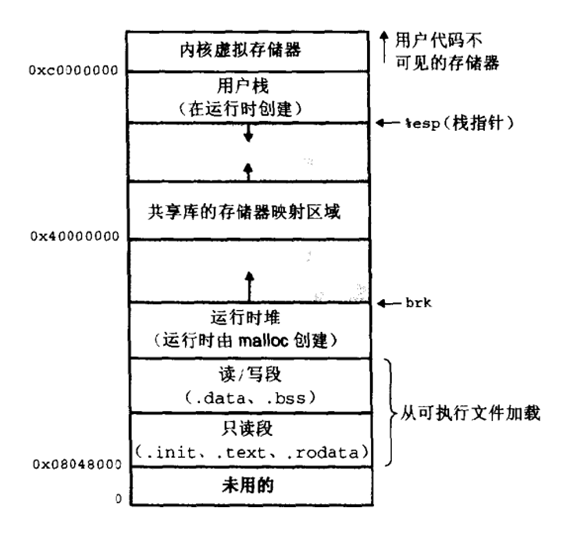 内核虚拟存储器
用户代码不
可见的存储器
0xc0000000
用户栈
(在运行时创建)
%esp(栈指针)
共享库的存储器映射区域
0x40000000
brk
运行时堆
(运行时由 malloc 创建)
读/写段
(.data、.bss)
从可执行文件加载
只读段
(.init、.text、.rodata)
0x08048000
未用的
0